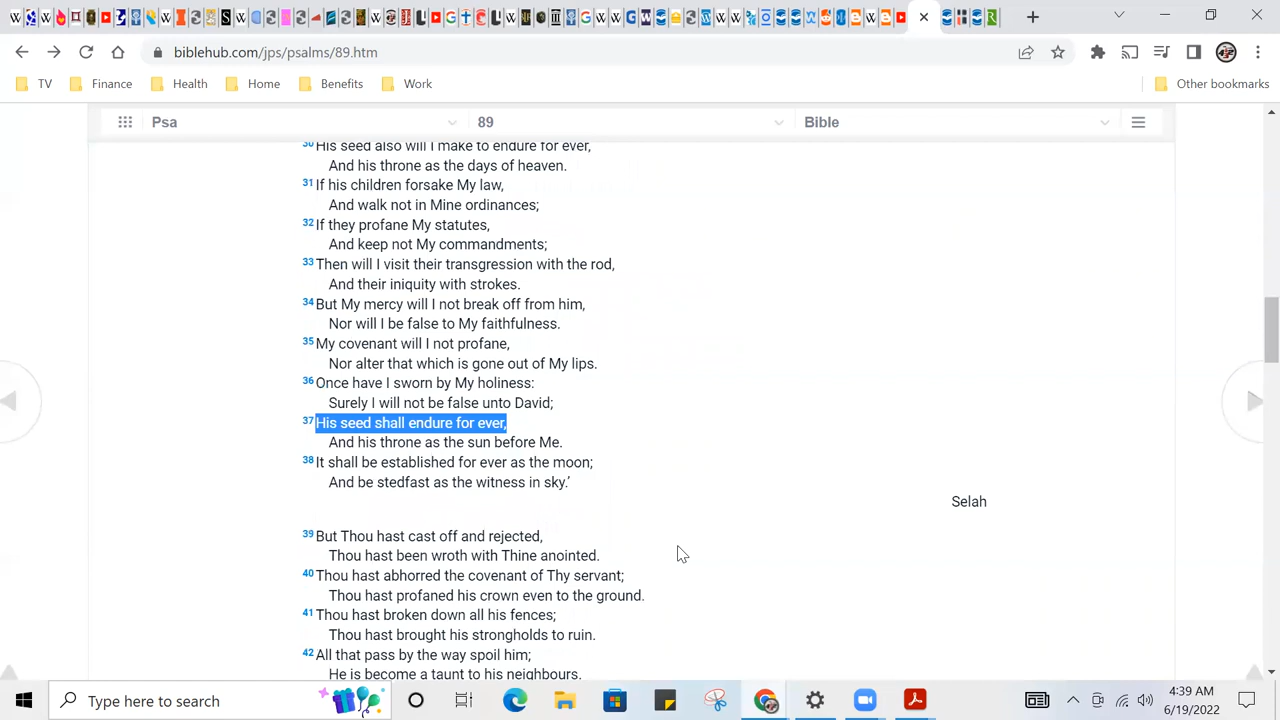 biblehub.com/jps/psalms/89.htm
TV Finance Health Home Benefits Work Other bookmarks
Psa 89 Bible
30 His seed also will I make to endure for ever,
And his throne as the days of heaven.
31 If his children forsake My law,
And walk not in Mine ordinances;
32 If they profane My statutes,
And keep not My commandments;
33 Then will I visit their transgression with the rod,
And their iniquity with strokes.
34 But My mercy will I not break off from him,
Nor will I be false to My faithfulness.
35 My covenant will I not profane,
Nor alter that which is gone out of My lips.
36 Once have I sworn by My holiness:
Surely I will not be false unto David;
37 His seed shall endure for ever,
And his throne as the sun before Me.
38 It shall be established for ever as the moon;
And be stedfast as the witness in sky.’
Selah
39 But Thou hast cast off and rejected,
Thou hast been wroth with Thine anointed.
40 Thou hast abhorred the covenant of Thy servant;
Thou hast profaned his crown even to the ground.
41 Thou hast broken down all his fences;
Thou hast brought his strongholds to ruin.
42 All that pass by the way spoil him;
He is become a taunt to his neighbours.
Type here to search
4:39 AM
6/19/2022